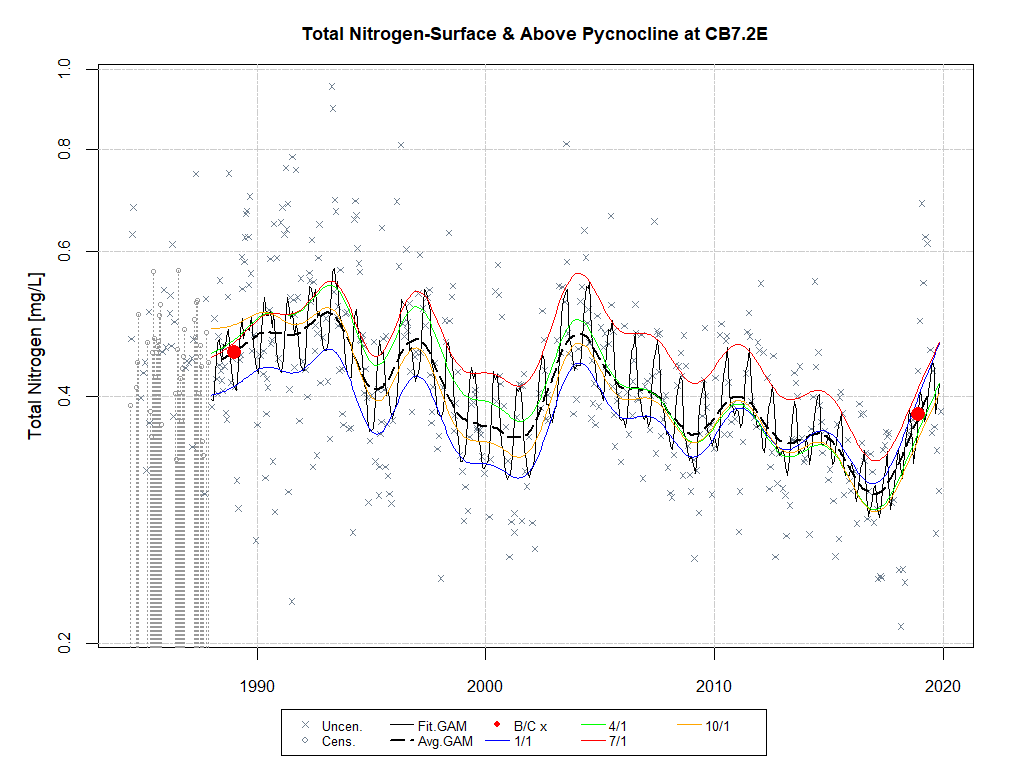 Total Nitrogen-Surface & Above Pycnocline at CB7.2E
Total Nitrogen [mg/L]
1.0
0.8
0.6
0.4
0.2
1990 2000 2010 2020
Uncen. Fit.GAM B/C x 4/1 10/1
Cens. Avg.GAM 1/1 7/1